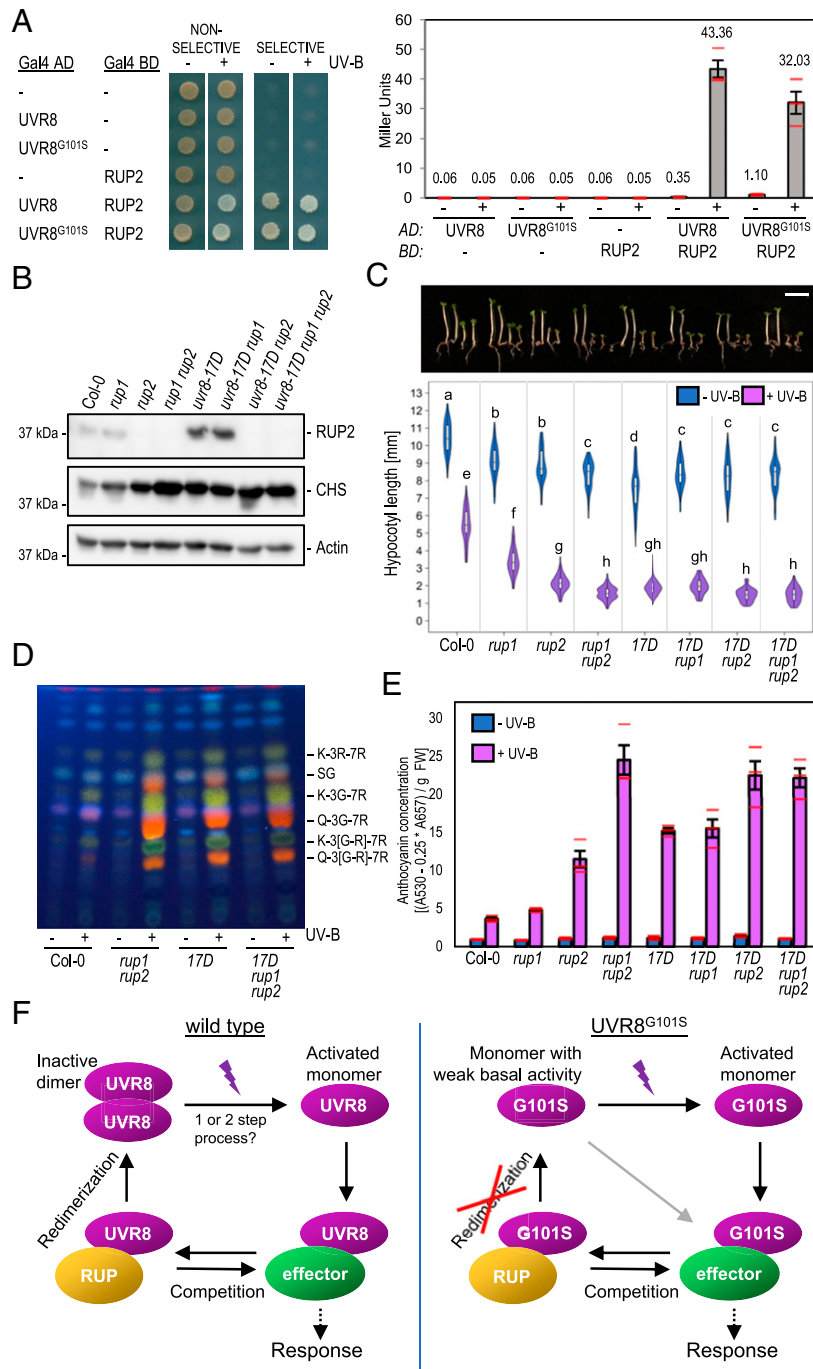 A
NON-
SELECTIVE SELECTIVE
Gal4 AD Gal4 BD - + - + UV-B
- -
UVR8 -
UVR8G101S -
- RUP2
UVR8 RUP2
UVR8G101S RUP2
Miller Units
60
50
40
30
20
10
0
0.06 0.05 0.06 0.05 0.06 0.05 0.35 43.36 1.10 32.03
- + - + - + - + - +
AD: UVR8 UVR8G101S - UVR8 UVR8G101S
BD: - - RUP2 RUP2 RUP2
B
Col-0
rup1
rup2
rup1 rup2
uvr8-17D
uvr8-17D rup1
uvr8-17D rup2
uvr8-17D rup1 rup2
37 kDa - - RUP2
37 kDa - - CHS
37 kDa - - Actin
C
- UV-B + UV-B
Hypocotyl length [mm]
13
12
11
10
9
8
7
6
5
4
3
2
1
0
a b b c d c c c
e f g h gh gh h h
Col-0 rup1 rup2 rup1 17D 17D 17D 17D
rup2 rup1 rup2 rup1
rup2
D
- K-3R-7R
- SG
- K-3G-7R
- Q-3G-7R
- K-3[G-R]-7R
- Q-3[G-R]-7R
- + - + - + - + UV-B
Col-0 rup1 17D 17D
rup2 rup1
rup2
E
- UV-B
+ UV-B
Anthocyanin concentration
[(A530 - 0.25 * A657) / g FW]
30
25
20
15
10
5
0
Col-0 rup1 rup2 rup1 17D 17D 17D 17D
rup2 rup1 rup2 rup1
rup2
F
wild type
Inactive
dimer
UVR8
UVR8
1 or 2 step
process?
Activated
monomer
UVR8
Redimerization
UVR8
RUP
Competition
UVR8
effector
Response
UVR8G101S
Monomer with
weak basal activity
G101S
Activated
monomer
G101S
Redimerization
G101S
RUP
Competition
G101S
effector
Response